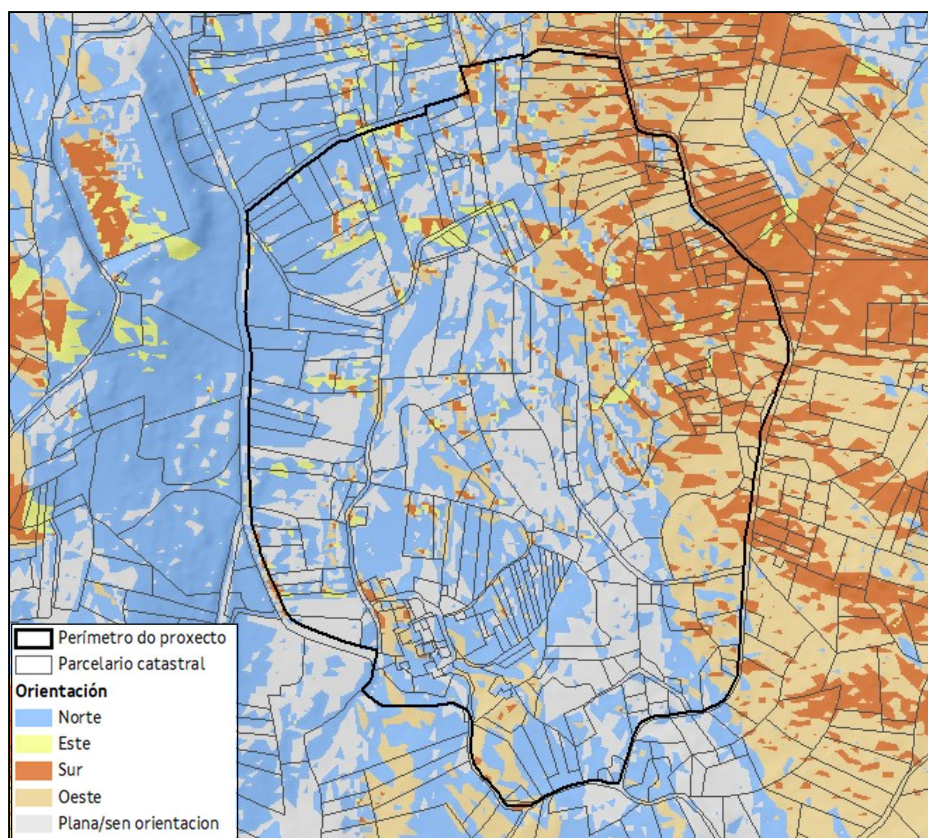 Perímetro do proxecto
Parcelario catastral
Orientación
Norte
Este
Sur
Oeste
Plana/sen orientacion